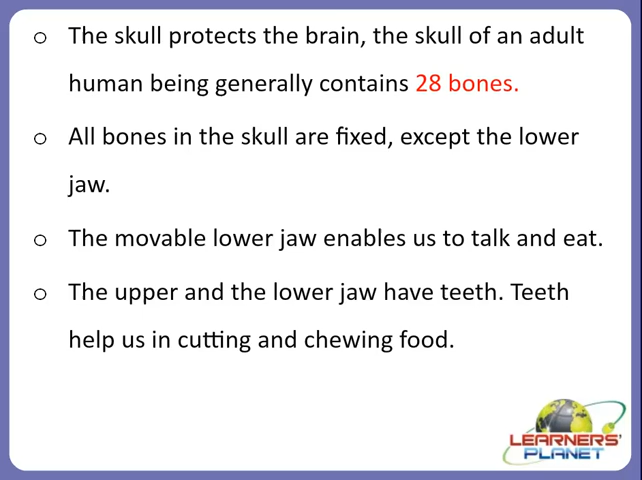 o The skull protects the brain, the skull of an adult
human being generally contains 28 bones.
o All bones in the skull are fixed, except the lower
jaw.
o The movable lower jaw enables us to talk and eat.
o The upper and the lower jaw have teeth. Teeth
help us in cutting and chewing food.
LEARNERS'
PLANET